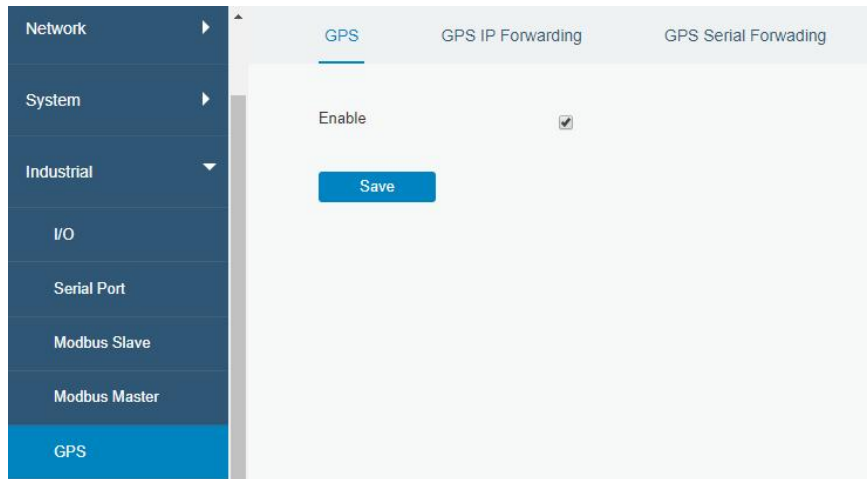 Network
System
Industrial
I/O
Serial Port
Modbus Slave
Modbus Master
GPS
GPS GPS IP Forwarding GPS Serial Forwading
Enable
Save